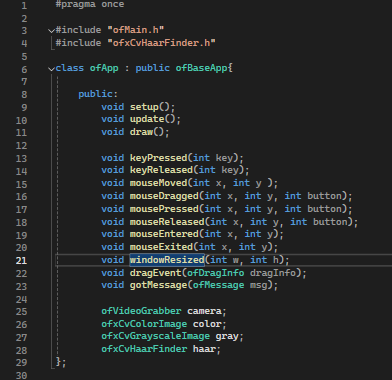 1 #pragma once
2
3 #include "ofMain.h"
4 #include "ofxCvHaarFinder.h"
5
6 class ofApp : public ofBaseApp{
7
8 public:
9 void setup();
10 void update();
11 void draw();
12
13 void keyPressed(int key);
14 void keyReleased(int key);
15 void mouseMoved(int x, int y );
16 void mouseDragged(int x, int y, int button);
17 void mousePressed(int x, int y, int button);
18 void mouseReleased(int x, int y, int button);
19 void mouseEntered(int x, int y);
20 void mouseExited(int x, int y);
21 void windowResized(int w, int h);
22 void dragEvent(ofDragInfo dragInfo);
23 void gotMessage(ofMessage msg);
24
25 ofVideoGrabber camera;
26 ofxCvColorImage color;
27 ofxCvGrayscaleImage gray;
28 ofxCvHaarFinder haar;
29 };
30